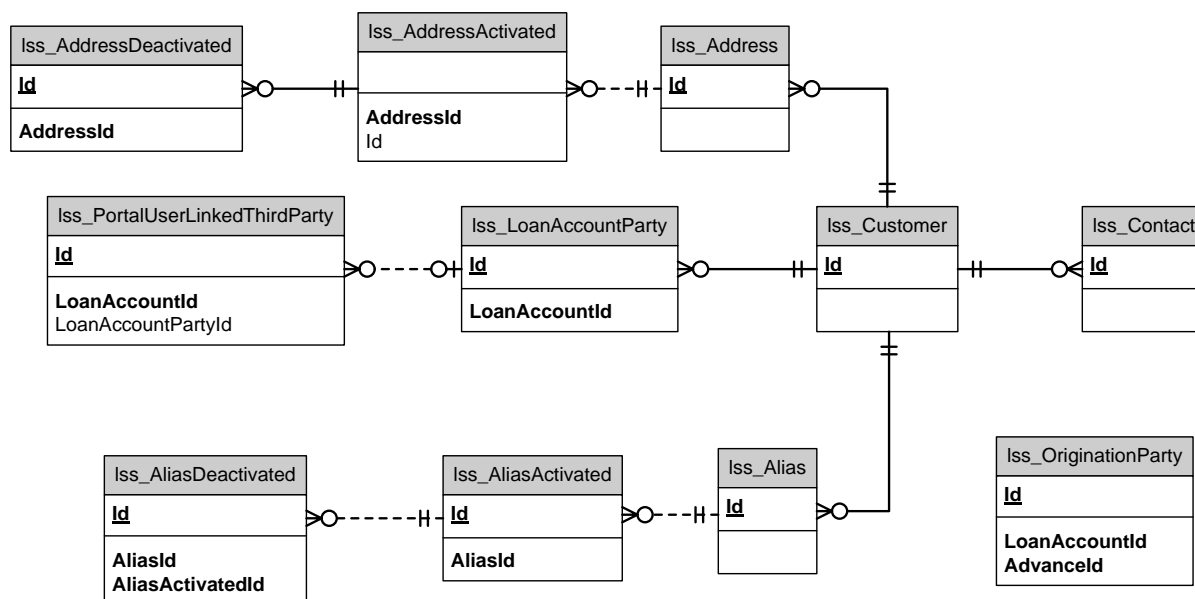 lss_AddressDeactivated
Id
AddressId
lss_AddressActivated
AddressId
Id
lss_Address
Id
lss_PortalUserLinkedThirdParty
Id
LoanAccountId
LoanAccountPartyId
lss_LoanAccountParty
Id
LoanAccountId
lss_Customer
Id
lss_Contact
Id
lss_AliasDeactivated
Id
AliasId
AliasActivatedId
lss_AliasActivated
Id
AliasId
lss_Alias
Id
lss_OriginationParty
Id
LoanAccountId
AdvanceId